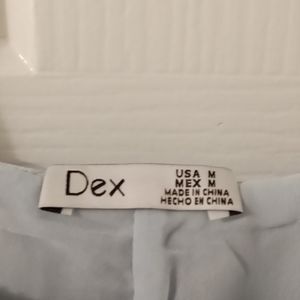 Dex
USA M
MEX M
MADE IN CHINA
HECHO EN CHINA